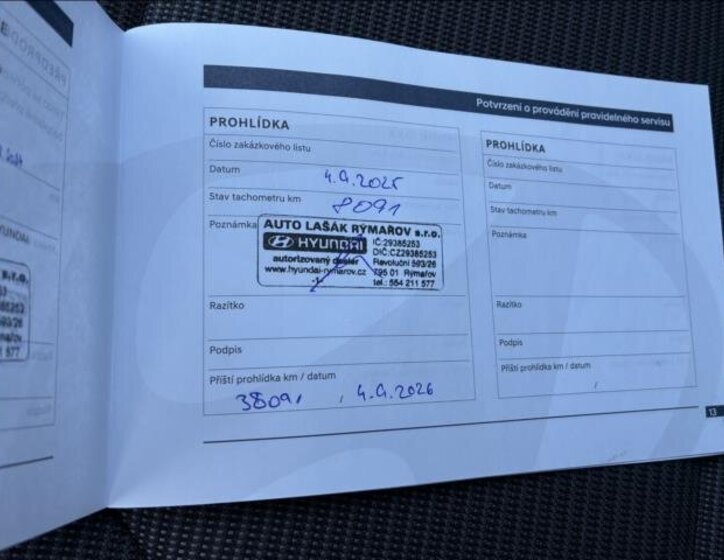 Potvrzení o provádění pravidelného servisu
PROHLÍDKA
Číslo zakázkového listu
Datum 4.9.2025
Stav tachometru km 8091
Poznámka
AUTO LAŠÁK RÝMAŘOV s.r.o.
HYUNDAI IČ:29385253
DIČ:CZ29385253
autorizovaný dealer Revoluční 593/26
www.hyundai-rymarov.cz 795 01 Rýmařov
tel.: 554 211 577
Razítko
Podpis
Příští prohlídka km / datum
38091, 4.9.2026
PROHLÍDKA
Číslo zakázkového listu
Datum
Stav tachometru km
Poznámka
Razítko
Podpis
Příští prohlídka km / datum
/
13